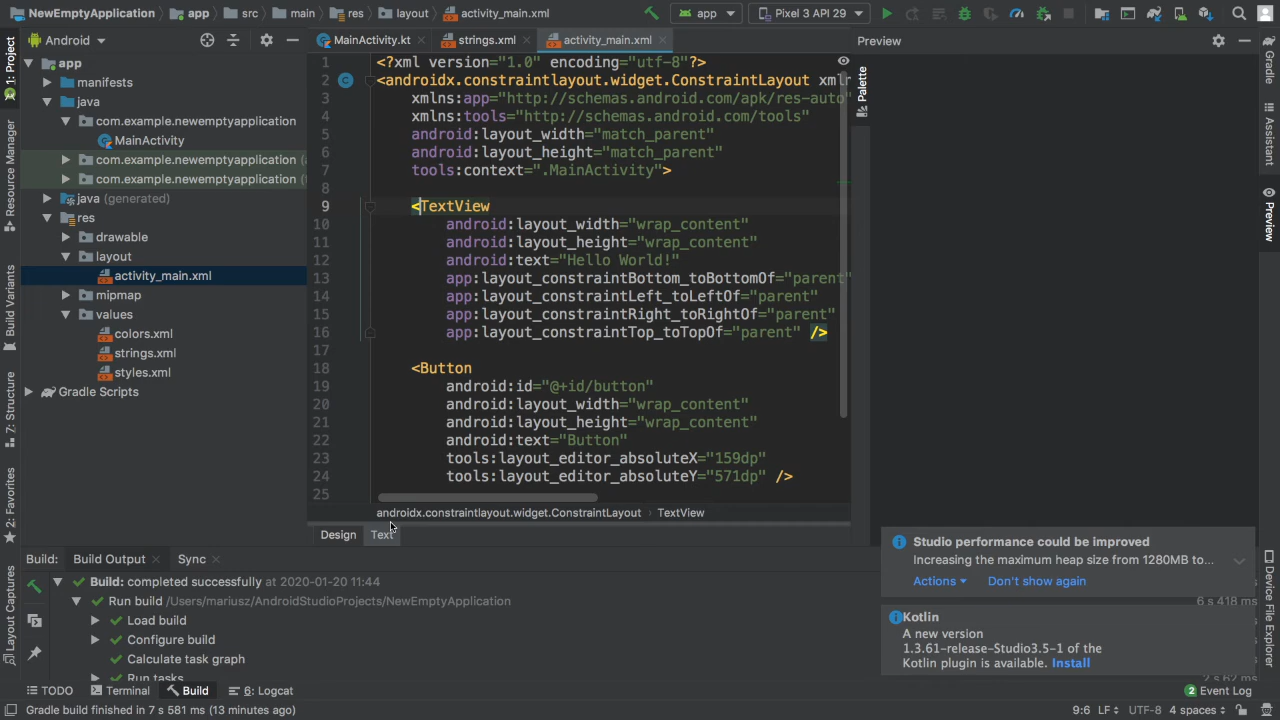 NewEmptyApplication app src main res layout activity_main.xml app Pixel 3 API 29
Android
MainActivity.kt strings.xml activity_main.xml
Preview
1: Project
Resource Manager
Build Variants
7: Structure
2: Favorites
Layout Captures
app
manifests
java
com.example.newemptyapplication
MainActivity
com.example.newemptyapplication (
com.example.newemptyapplication (
java (generated)
res
drawable
layout
activity_main.xml
mipmap
values
colors.xml
strings.xml
styles.xml
Gradle Scripts
1 <?xml version="1.0" encoding="utf-8"?>
2 <androidx.constraintlayout.widget.ConstraintLayout xmln
3 xmlns:app="http://schemas.android.com/apk/res-auto"
4 xmlns:tools="http://schemas.android.com/tools"
5 android:layout_width="match_parent"
6 android:layout_height="match_parent"
7 tools:context=".MainActivity">
8
9 <TextView
10 android:layout_width="wrap_content"
11 android:layout_height="wrap_content"
12 android:text="Hello World!"
13 app:layout_constraintBottom_toBottomOf="parent"
14 app:layout_constraintLeft_toLeftOf="parent"
15 app:layout_constraintRight_toRightOf="parent"
16 app:layout_constraintTop_toTopOf="parent" />
17
18 <Button
19 android:id="@+id/button"
20 android:layout_width="wrap_content"
21 android:layout_height="wrap_content"
22 android:text="Button"
23 tools:layout_editor_absoluteX="159dp"
24 tools:layout_editor_absoluteY="571dp" />
25
androidx.constraintlayout.widget.ConstraintLayout › TextView
Design Text
Palette
Gradle
Assistant
Preview
Device File Explorer
Build: Build Output Sync
Build: completed successfully at 2020-01-20 11:44
Run build /Users/mariusz/AndroidStudioProjects/NewEmptyApplication
Load build
Configure build
Calculate task graph
Run tasks
Studio performance could be improved
Increasing the maximum heap size from 1280MB to...
Actions Don't show again
6 s 418 ms
Kotlin
A new version
1.3.61-release-Studio3.5-1 of the
Kotlin plugin is available. Install
2 s 62 ms
TODO Terminal Build 6: Logcat 2 Event Log
Gradle build finished in 7 s 581 ms (13 minutes ago) 9:6 LF UTF-8 4 spaces